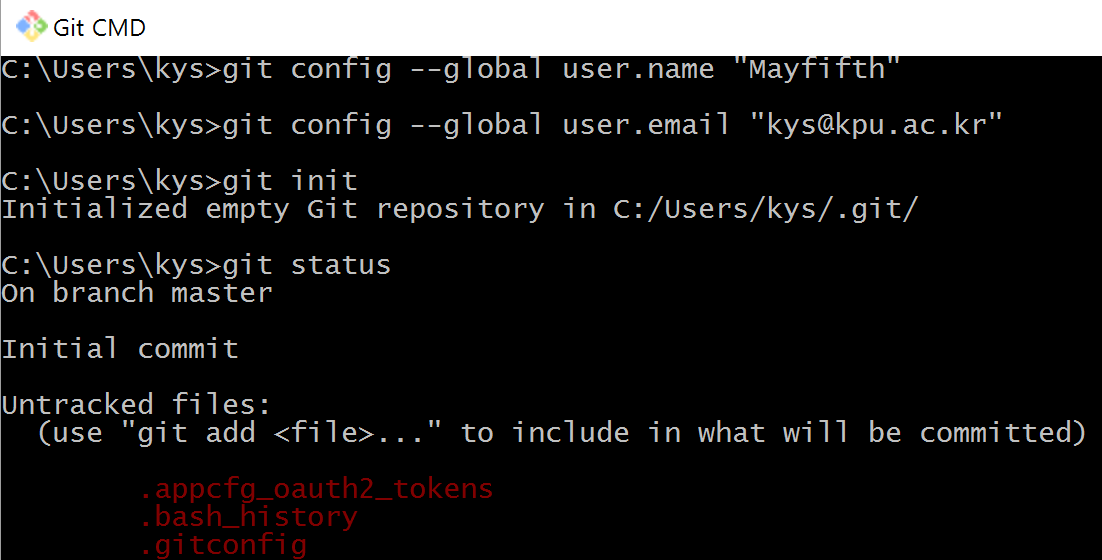 Git CMD
C:\Users\kys>git config --global user.name "Mayfifth"
C:\Users\kys>git config --global user.email "kys@kpu.ac.kr"
C:\Users\kys>git init
Initialized empty Git repository in C:/Users/kys/.git/
C:\Users\kys>git status
On branch master
Initial commit
Untracked files:
  (use "git add <file>..." to include in what will be committed)
        .appcfg_oauth2_tokens
        .bash_history
        .gitconfig